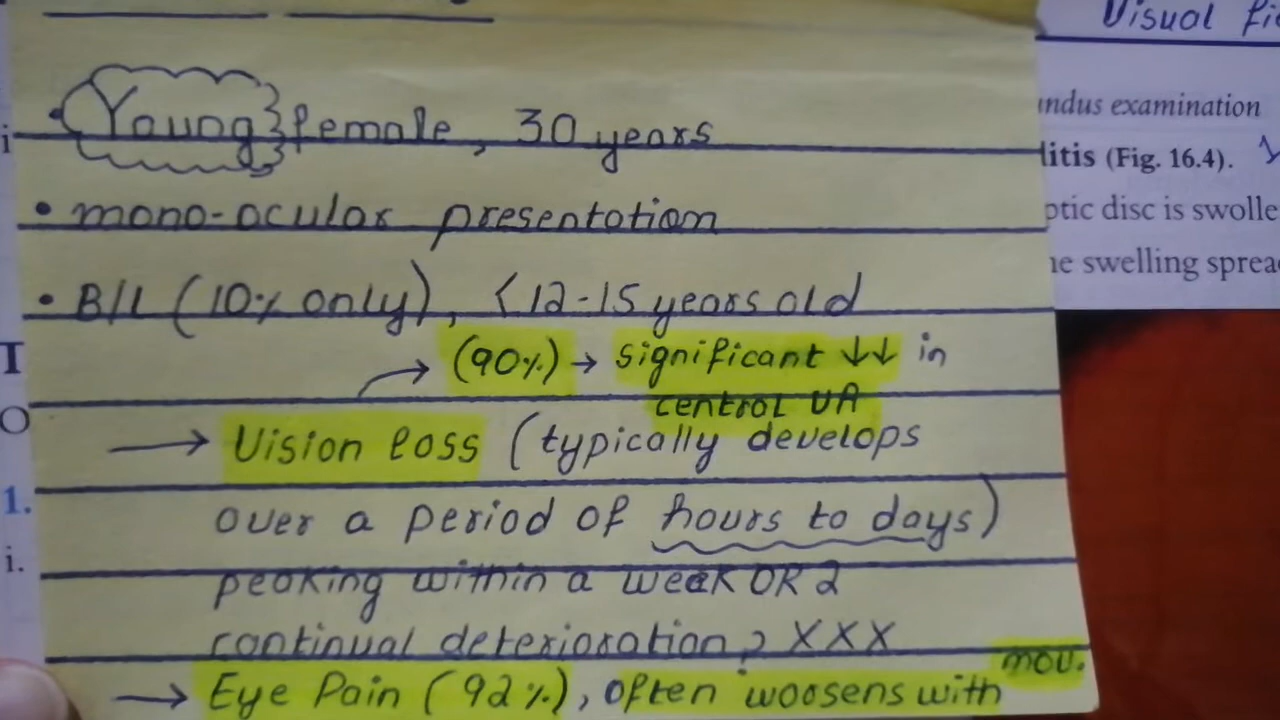 Visual
• Young female, 30 years
• mono-ocular presentation
• B/L (10% only), <12-15 years old
→ (90%) → significant ↓↓ in
central VA
→ Vision loss (typically develops
over a period of hours to days)
peaking within a week OR 2
continual deterioration, XXX
→ Eye Pain (92%), often worsens with
mov.
undus examination
litis (Fig. 16.4).
ptic disc is swolle
he swelling sprea
i
T
O
1.
i.